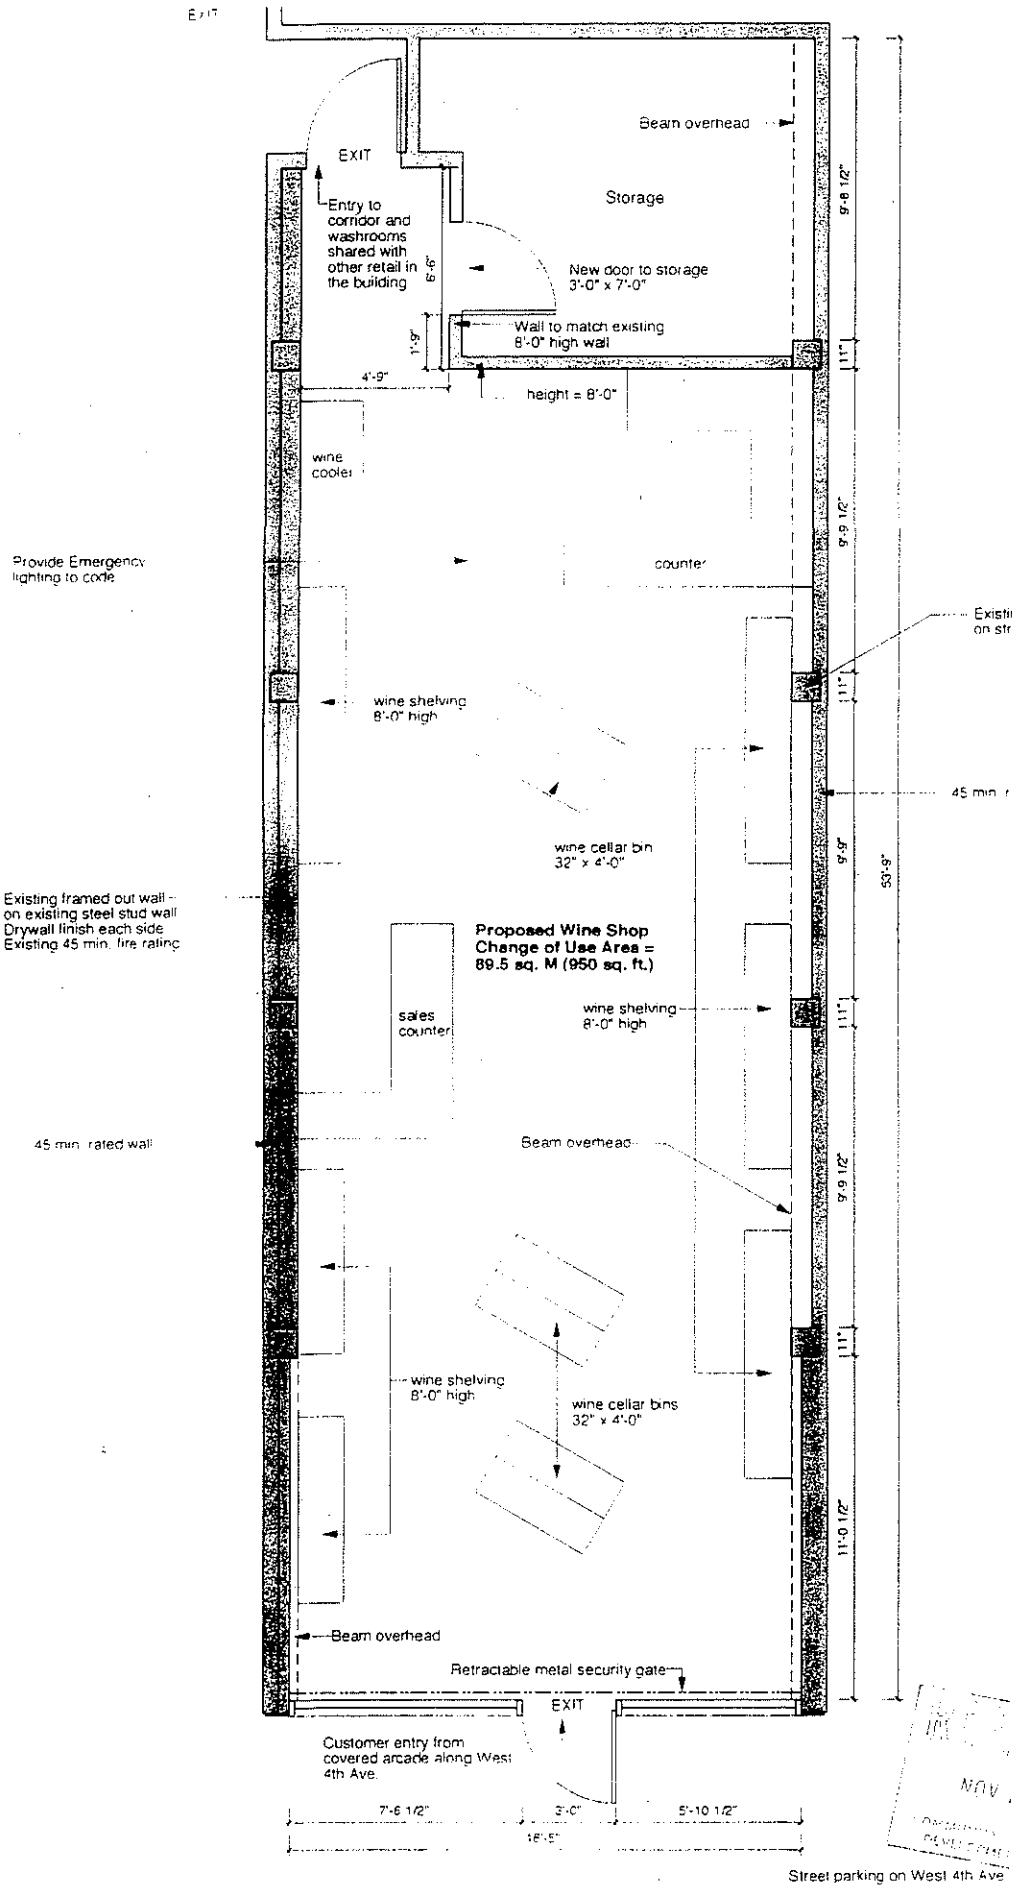 EXIT
Beam overhead
EXIT
Storage
Entry to
corridor and
washrooms
shared with
other retail in
the building
9'-8 1/2"
6'-6"
New door to storage
3'-0" x 7'-0"
1'-9"
Wall to match existing
8'-0" high wall
11"
4'-9"
height = 8'-0"
wine
cooler
9'-9 1/2"
Provide Emergency
lighting to code
counter
on
11"
wine shelving
8'-0" high
45 min.
wine cellar bin
32" x 4'-0"
9'-9"
53'-9"
Existing framed out wall
on existing steel stud wall
Drywall finish each side
Existing 45 min. fire rating
Proposed Wine Shop
Change of Use Area =
89.5 sq. M (950 sq. ft.)
sales
counter
wine shelving
8'-0" high
11"
45 min. rated wall
Beam overhead
9'-9 1/2"
11"
wine shelving
8'-0" high
wine cellar bins
32" x 4'-0"
11'-0 1/2"
Beam overhead
Retractable metal security gate
EXIT
Customer entry from
covered arcade along West
4th Ave.
NOV
7'-6 1/2"
3'-0"
5'-10 1/2"
16'-5"
Street parking on West 4th Ave